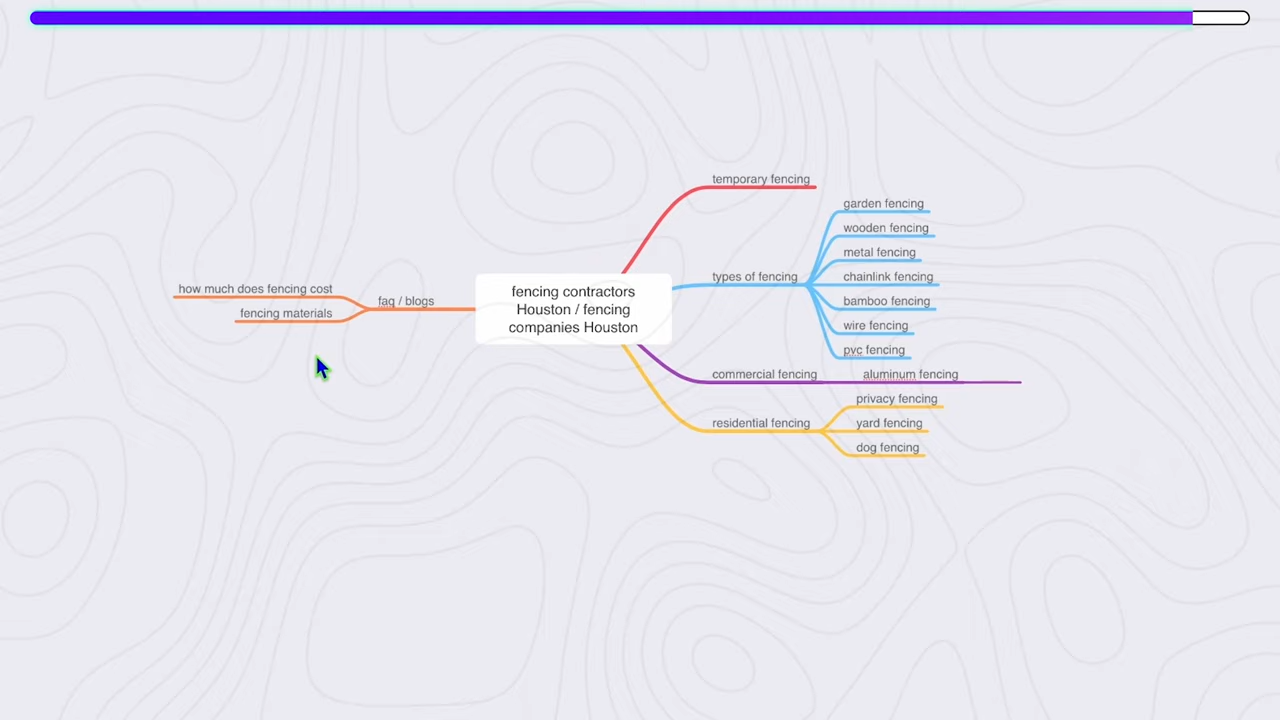 temporary fencing
garden fencing
wooden fencing
metal fencing
types of fencing
chainlink fencing
how much does fencing cost
faq / blogs
fencing contractors
Houston / fencing
companies Houston
bamboo fencing
fencing materials
wire fencing
pvc fencing
commercial fencing
aluminum fencing
privacy fencing
residential fencing
yard fencing
dog fencing